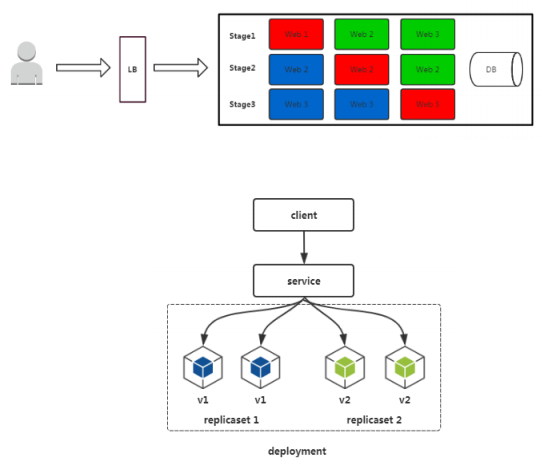 Stage1 Web 1 Web 2 Web 3
LB
Stage2 Web 2 Web 2 Web 2 DB
Stage3 Web 3 Web 3 Web 3
client
service
v1 v1 v2 v2
replicaset 1 replicaset 2
deployment